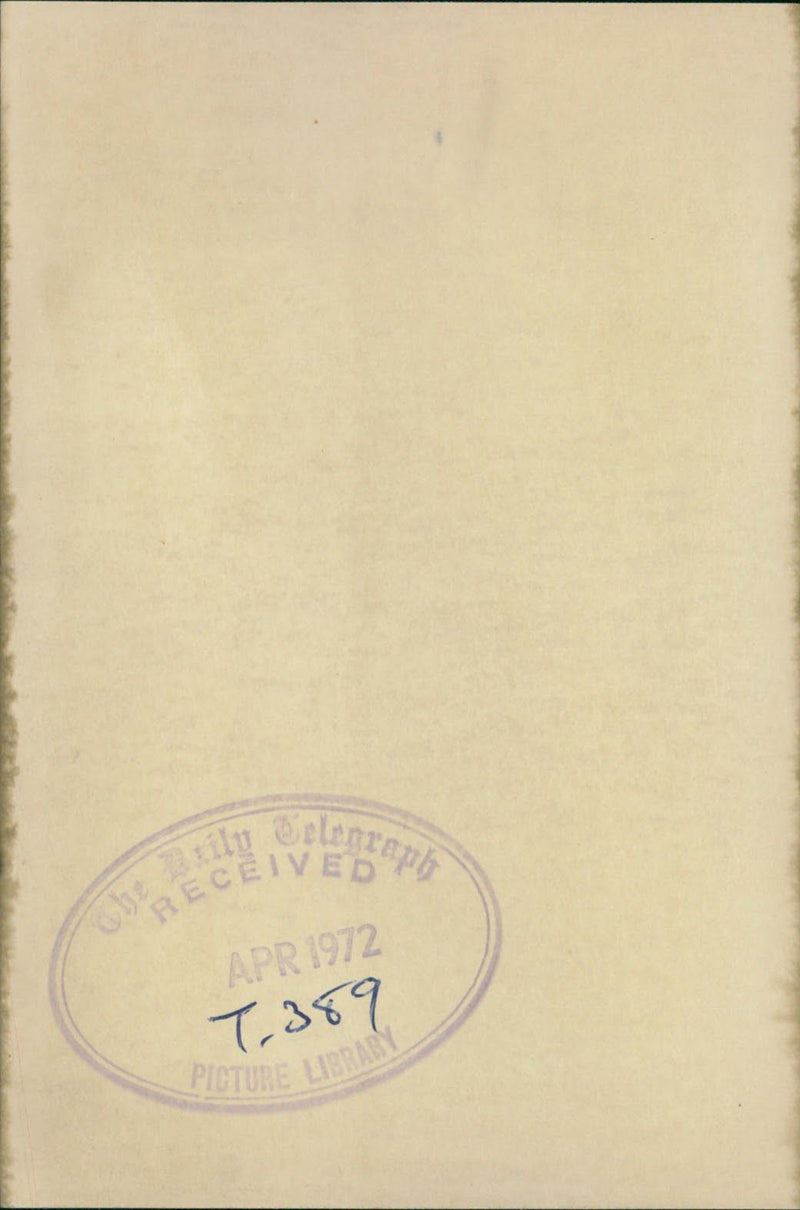 The Daily Telegraph
RECEIVED
APR 1972
T. 389
PICTURE LIBRARY